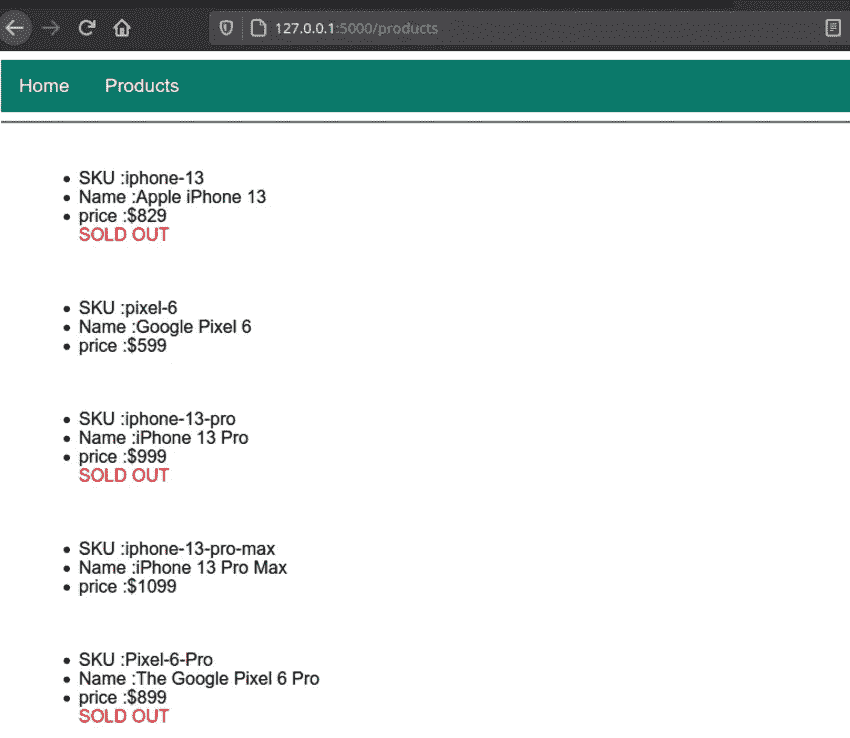 127.0.0.1:5000/products
Home Products
SKU :iphone-13
Name :Apple iPhone 13
price :$829
SOLD OUT
SKU :pixel-6
Name :Google Pixel 6
price :$599
SKU :iphone-13-pro
Name :iPhone 13 Pro
price :$999
SOLD OUT
SKU :iphone-13-pro-max
Name :iPhone 13 Pro Max
price :$1099
SKU :Pixel-6-Pro
Name :The Google Pixel 6 Pro
price :$899
SOLD OUT